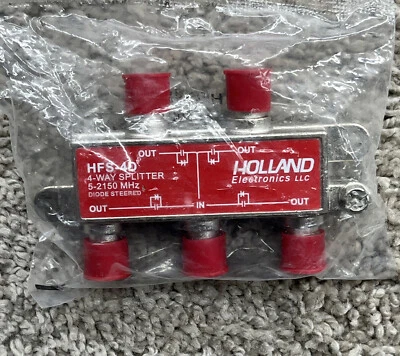 OUT OUT
HFS-4D
4-WAY SPLITTER
5-2150 MHz
DIODE STEERED
HOLLAND
Electronics LLC
OUT IN OUT